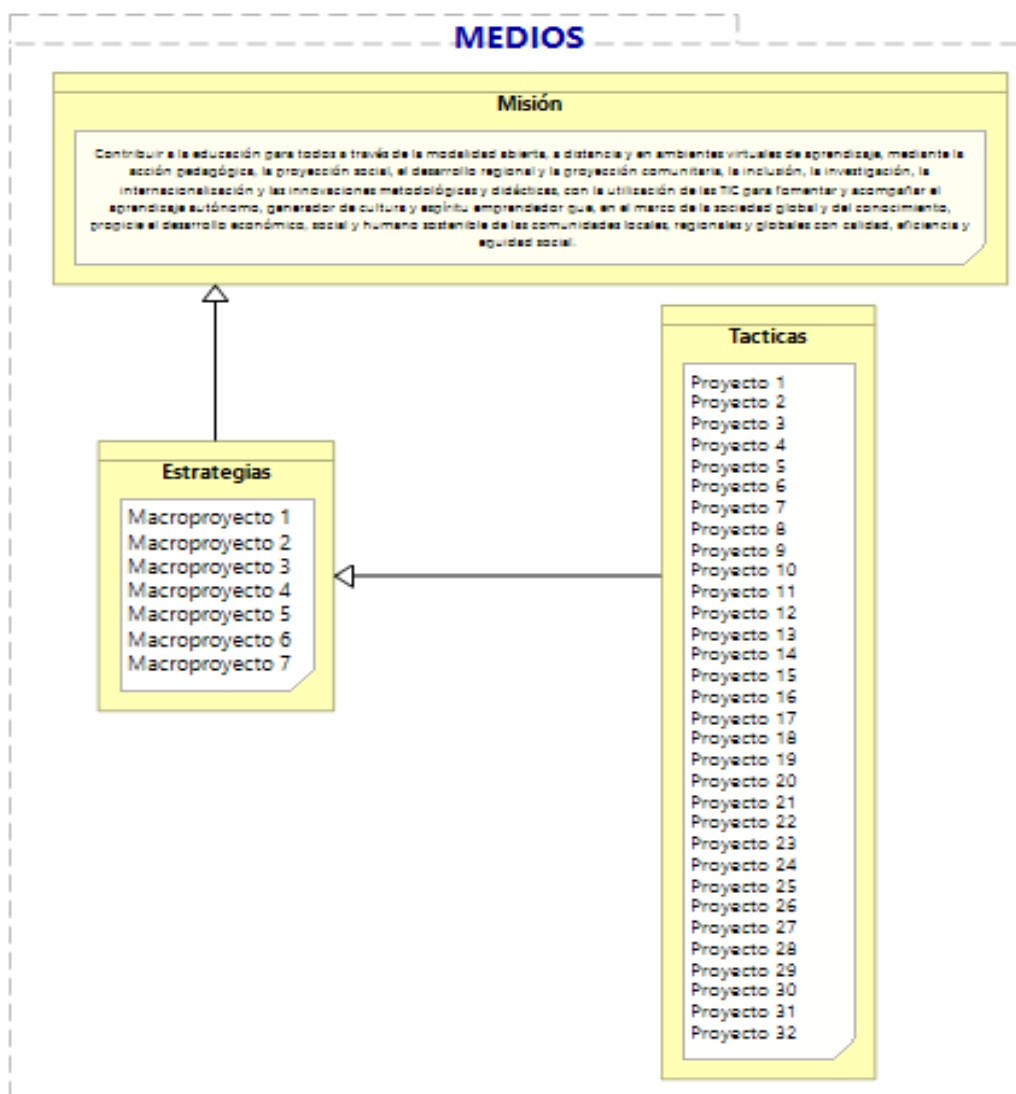 MEDIOS
Misión
Contribuir a la educación para todos a través de la modalidad abierta, a distancia y en ambientes virtuales de aprendizaje, mediante la
acción pedagógica, la proyección social, el desarrollo regional y la proyección comunitaria, la inclusión, la investigación, la
internacionalización y las innovaciones metodológicas y didácticas, con la utilización de las TIC para fomentar y acompañar el
aprendizaje autónomo, generador de cultura y espíritu emprendedor que, en el marco de la sociedad global y del conocimiento,
propicie el desarrollo económico, social y humano sostenible de las comunidades locales, regionales y globales con calidad, eficiencia y
equidad social.
Estrategias
Macroproyecto 1
Macroproyecto 2
Macroproyecto 3
Macroproyecto 4
Macroproyecto 5
Macroproyecto 6
Macroproyecto 7
Tacticas
Proyecto 1
Proyecto 2
Proyecto 3
Proyecto 4
Proyecto 5
Proyecto 6
Proyecto 7
Proyecto 8
Proyecto 9
Proyecto 10
Proyecto 11
Proyecto 12
Proyecto 13
Proyecto 14
Proyecto 15
Proyecto 16
Proyecto 17
Proyecto 18
Proyecto 19
Proyecto 20
Proyecto 21
Proyecto 22
Proyecto 23
Proyecto 24
Proyecto 25
Proyecto 26
Proyecto 27
Proyecto 28
Proyecto 29
Proyecto 30
Proyecto 31
Proyecto 32